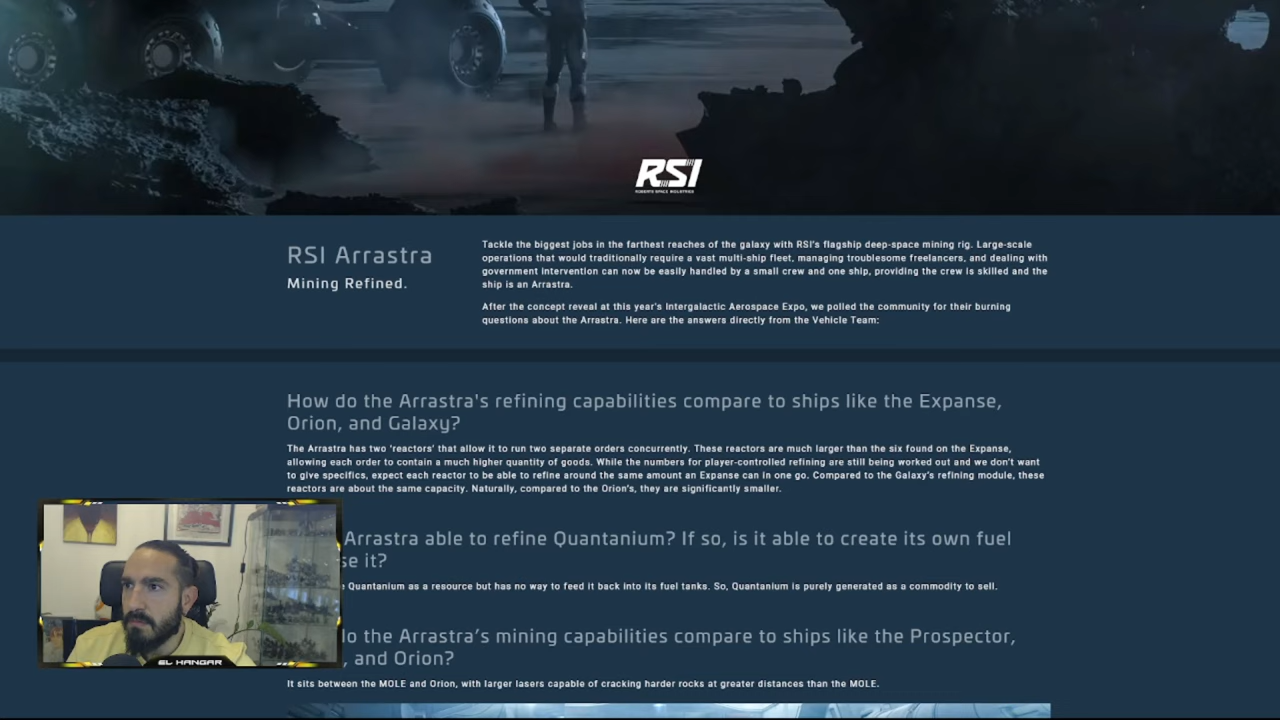 RSI
ROBERTS SPACE INDUSTRIES
RSI Arrastra
Mining Refined.
Tackle the biggest jobs in the farthest reaches of the galaxy with RSI's flagship deep-space mining rig. Large-scale
operations that would traditionally require a vast multi-ship fleet, managing troublesome freelancers, and dealing with
government intervention can now be easily handled by a small crew and one ship, providing the crew is skilled and the
ship is an Arrastra.
After the concept reveal at this year's Intergalactic Aerospace Expo, we polled the community for their burning
questions about the Arrastra. Here are the answers directly from the Vehicle Team:
How do the Arrastra's refining capabilities compare to ships like the Expanse,
Orion, and Galaxy?
The Arrastra has two 'reactors' that allow it to run two separate orders concurrently. These reactors are much larger than the six found on the Expanse,
allowing each order to contain a much higher quantity of goods. While the numbers for player-controlled refining are still being worked out and we don't want
to give specifics, expect each reactor to be able to refine around the same amount an Expanse can in one go. Compared to the Galaxy's refining module, these
reactors are about the same capacity. Naturally, compared to the Orion's, they are significantly smaller.
Arrastra able to refine Quantanium? If so, is it able to create its own fuel
se it?
Quantanium as a resource but has no way to feed it back into its fuel tanks. So, Quantanium is purely generated as a commodity to sell.
do the Arrastra's mining capabilities compare to ships like the Prospector,
, and Orion?
It sits between the MOLE and Orion, with larger lasers capable of cracking harder rocks at greater distances than the MOLE.
EL HANGAR